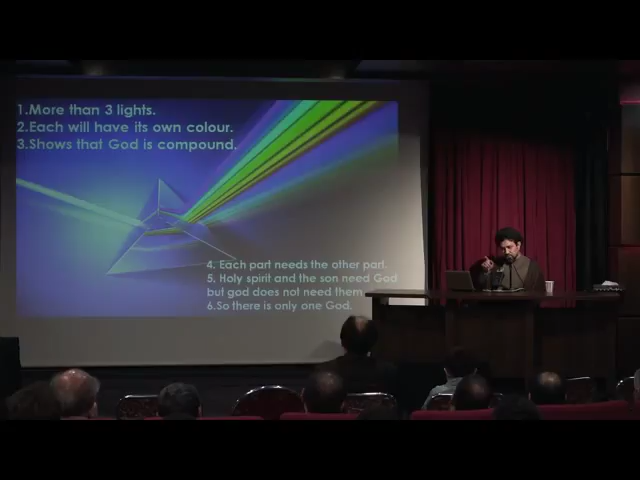 1.More than 3 lights.
2.Each will have its own colour.
3.Shows that God is compound.
4. Each part needs the other part.
5. Holy spirit and the son need God
but god does not need them
6.So there is only one God.